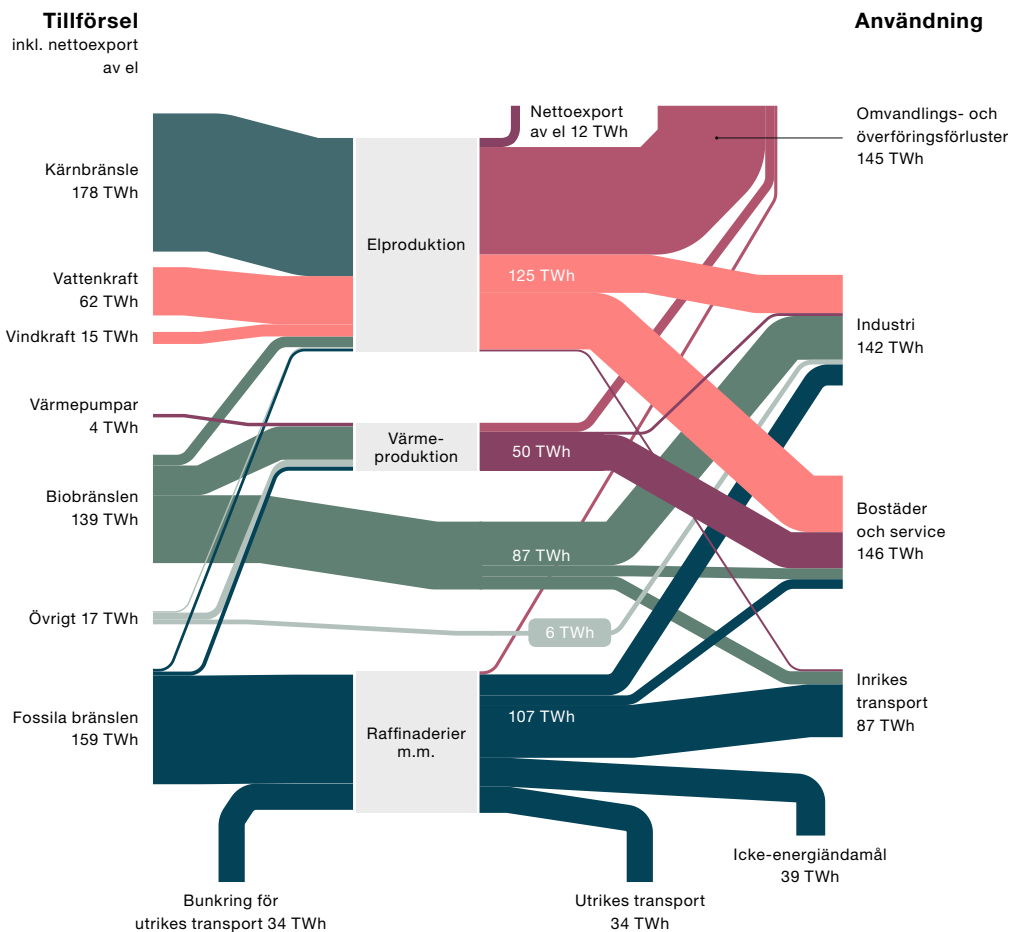 Tillförsel
inkl. nettoexport
av el
Användning
Kärnbränsle
178 TWh
Vattenkraft
62 TWh
Vindkraft 15 TWh
Värmepumpar
4 TWh
Biobränslen
139 TWh
Övrigt 17 TWh
Fossila bränslen
159 TWh
Bunkring för
utrikes transport 34 TWh
Elproduktion
Värme-
produktion
Raffinaderier
m.m.
Nettoexport
av el 12 TWh
125 TWh
50 TWh
87 TWh
6 TWh
107 TWh
Omvandlings- och
överföringsförluster
145 TWh
Industri
142 TWh
Bostäder
och service
146 TWh
Inrikes
transport
87 TWh
Icke-energiändamål
39 TWh
Utrikes transport
34 TWh